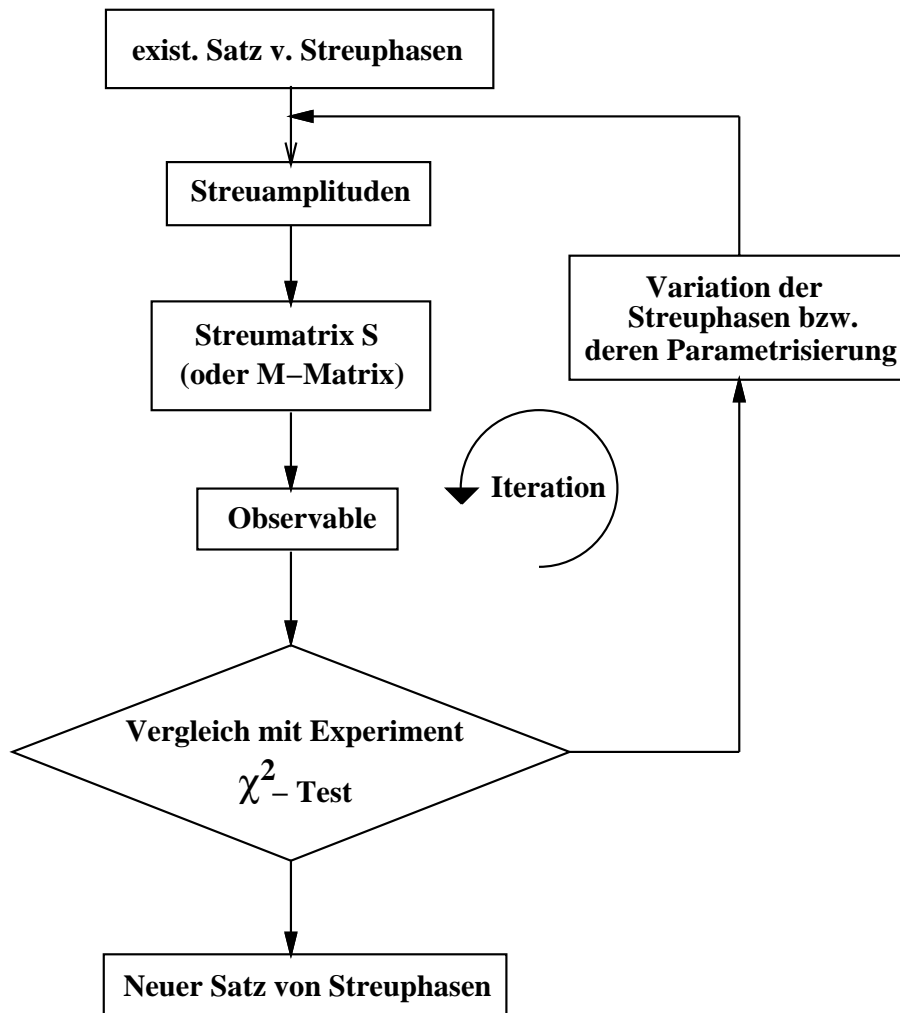 exist. Satz v. Streuphasen
Streuamplituden
Streumatrix S
(oder M–Matrix)
Observable
Iteration
Variation der
Streuphasen bzw.
deren Parametrisierung
Vergleich mit Experiment
χ²– Test
Neuer Satz von Streuphasen